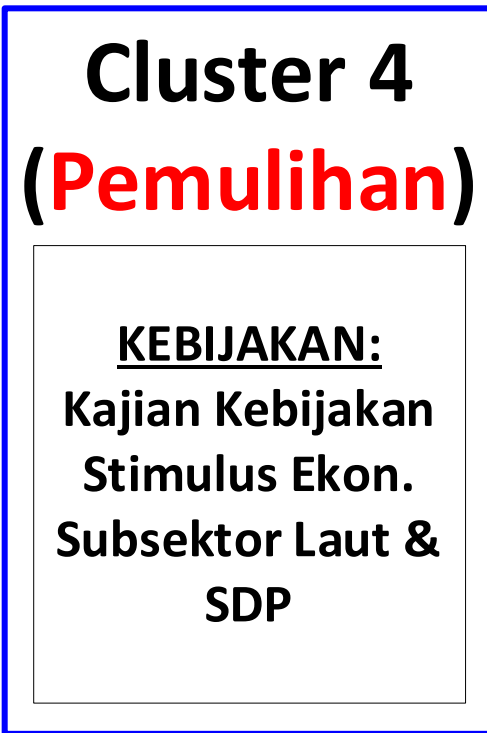 Cluster 4
(Pemulihan)
KEBIJAKAN:
Kajian Kebijakan
Stimulus Ekon.
Subsektor Laut &
SDP